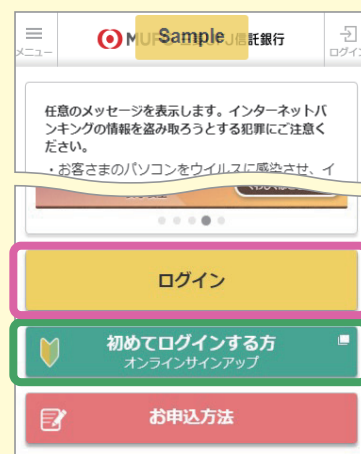 Sample
信託銀行
メニュー
ログイン
任意のメッセージを表示します。インターネットバ
ンキングの情報を盗み取ろうとする犯罪にご注意く
ださい。
・お客さまのパソコンをウイルスに感染させ、イ
ログイン
初めてログインする方
オンラインサインアップ
お申込方法